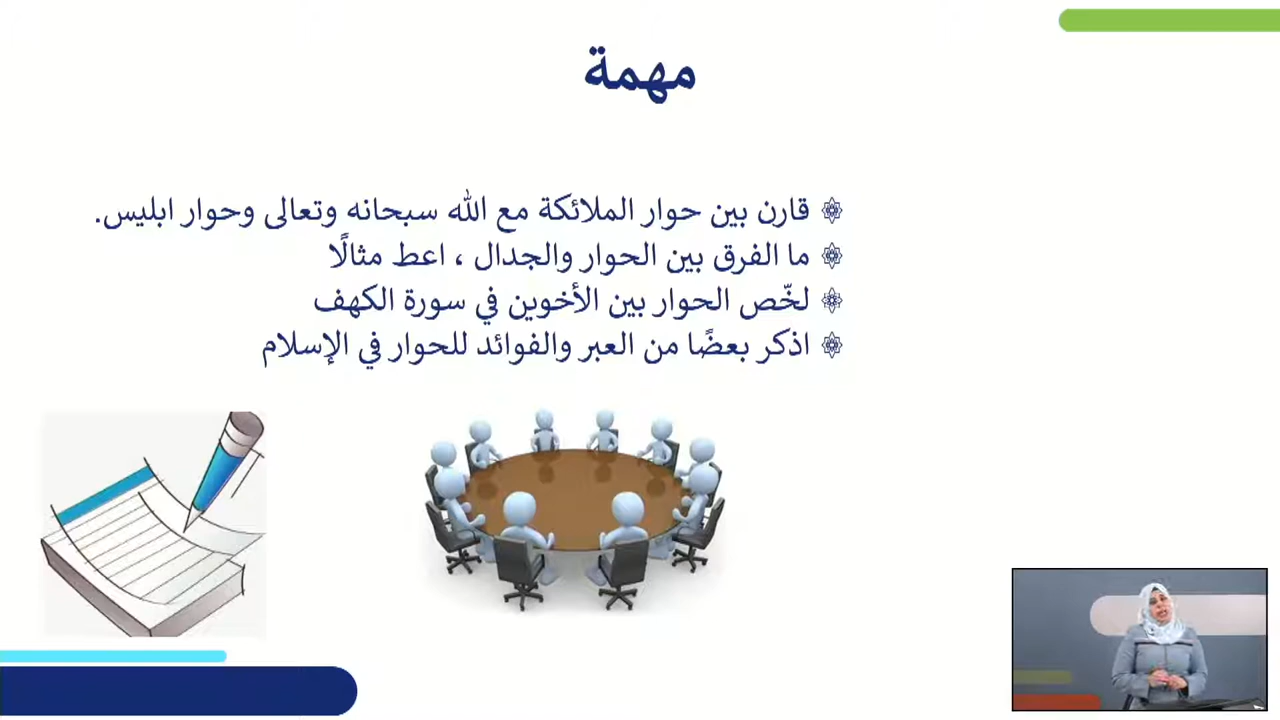 مهمة
قارن بين حوار الملائكة مع الله سبحانه وتعالى وحوار ابليس.
ما الفرق بين الحوار والجدال ، اعط مثالًا
لخّص الحوار بين الأخوين في سورة الكهف
اذكر بعضًا من العبر والفوائد للحوار في الإسلام